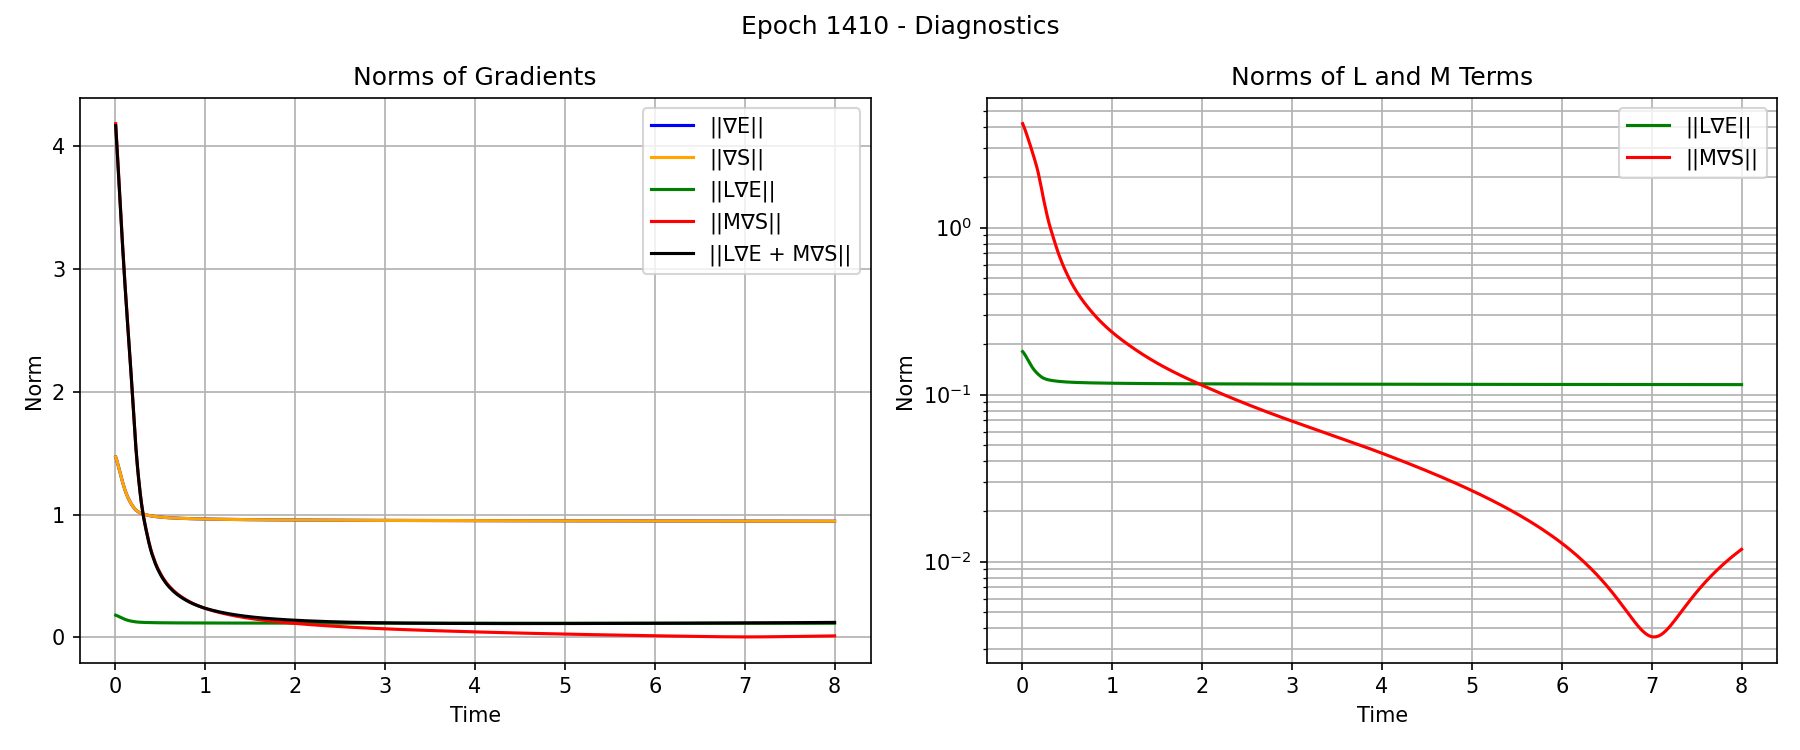 Epoch 1410 - Diagnostics
Norms of Gradients
Norm
4
3
2
1
0
0 1 2 3 4 5 6 7 8
Time
||∇E||
||∇S||
||L∇E||
||M∇S||
||L∇E + M∇S||
Norms of L and M Terms
Norm
10⁰
10⁻¹
10⁻²
0 1 2 3 4 5 6 7 8
Time
||L∇E||
||M∇S||